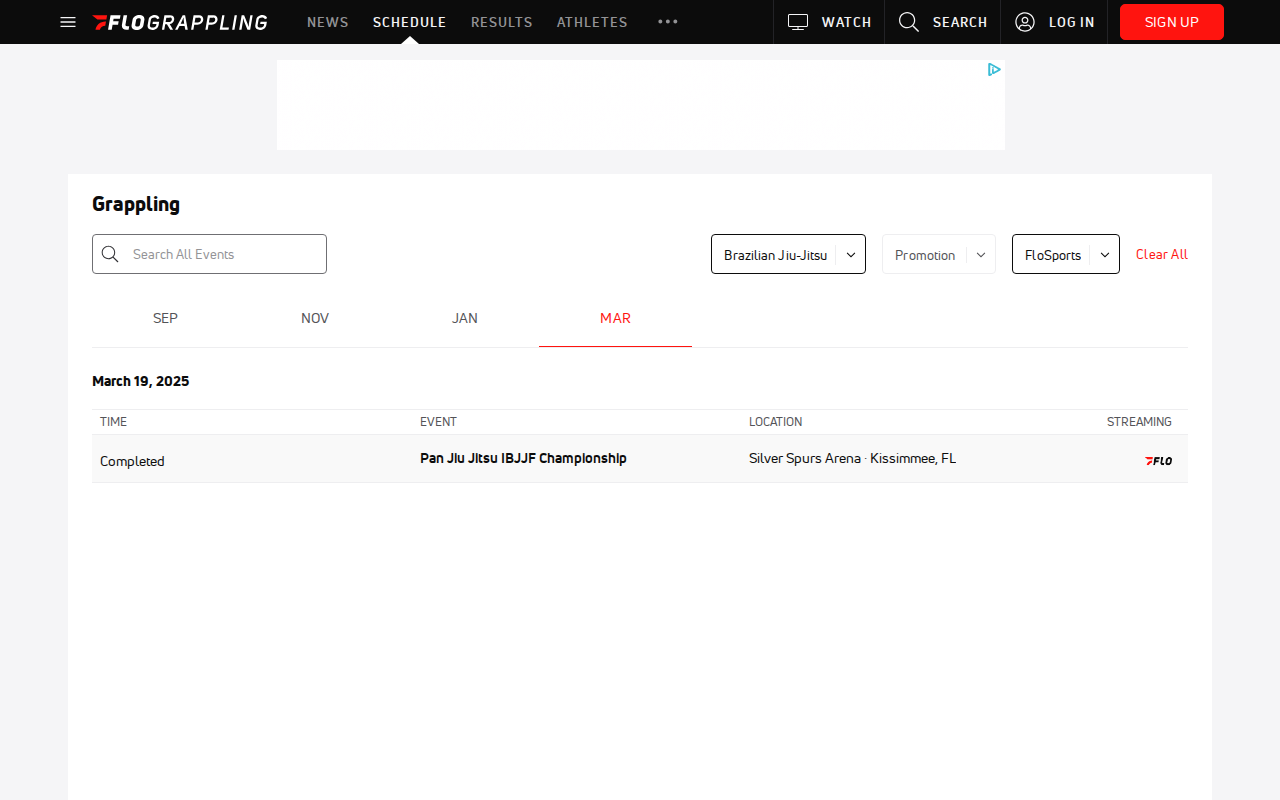 FLOGRAPPLING NEWS SCHEDULE RESULTS ATHLETES WATCH SEARCH LOG IN SIGN UP
Grappling
Search All Events Brazilian Jiu-Jitsu Promotion FloSports Clear All
SEP NOV JAN MAR
March 19, 2025
TIME EVENT LOCATION STREAMING
Completed Pan Jiu Jitsu IBJJF Championship Silver Spurs Arena · Kissimmee, FL FLO